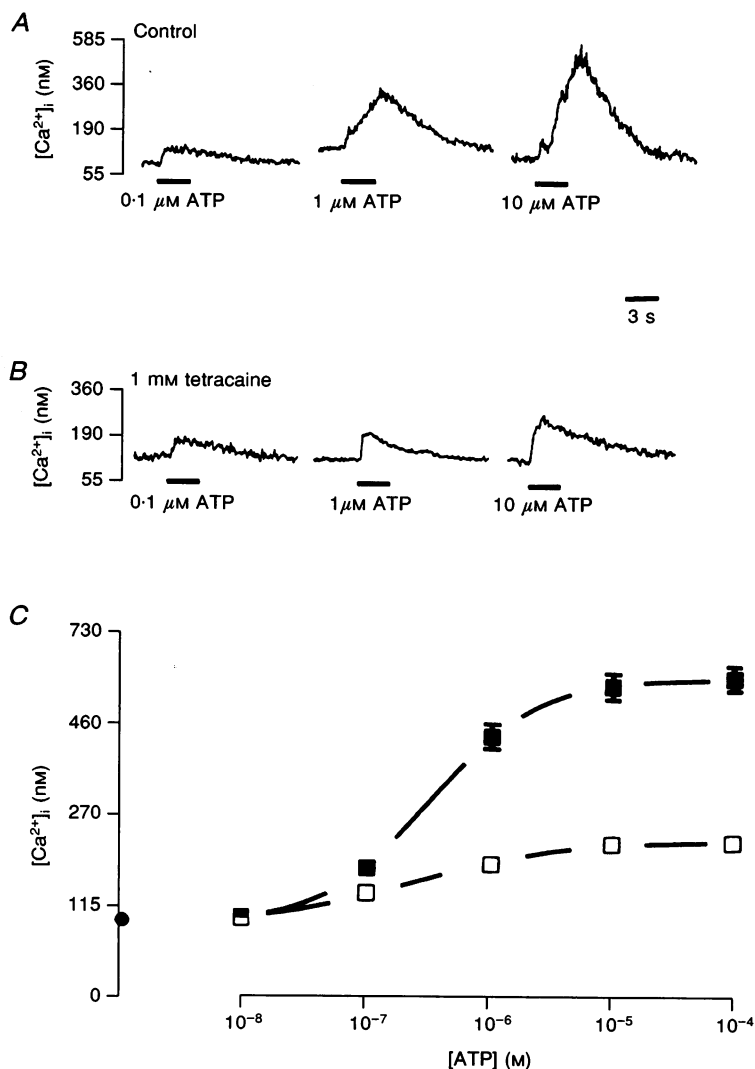 A
Control
[Ca²⁺]ᵢ (nM)
585
360
190
55
0·1 μM ATP
1 μM ATP
10 μM ATP
3 s
B
1 mM tetracaine
[Ca²⁺]ᵢ (nM)
360
190
55
0·1 μM ATP
1μM ATP
10 μM ATP
C
[Ca²⁺]ᵢ (nM)
730
460
270
115
0
10⁻⁸
10⁻⁷
10⁻⁶
10⁻⁵
10⁻⁴
[ATP] (M)